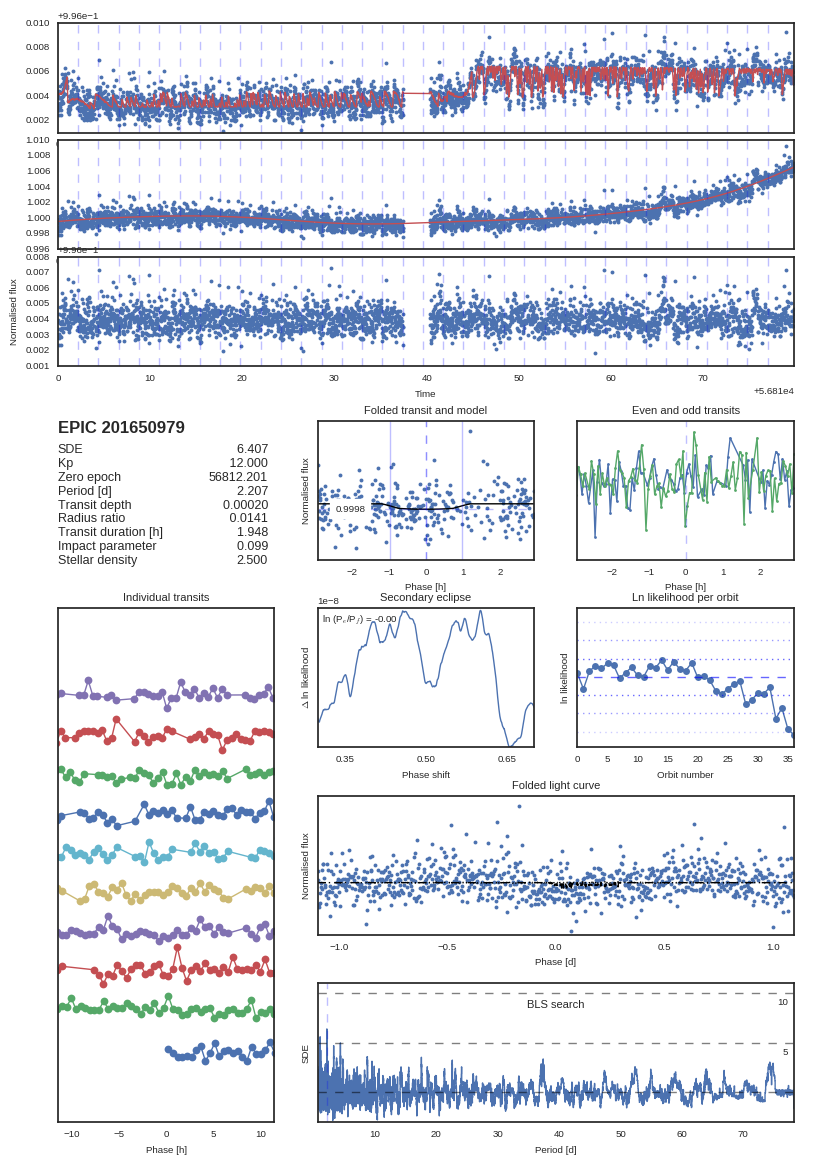 +9.96e−1
0.010
0.008
0.006
0.004
0.002
1.010
1.008
1.006
1.004
1.002
1.000
0.998
0.996
+9.96e−1
0.008
0.007
0.006
0.005
0.004
0.003
0.002
0.001
Normalised flux
0 10 20 30 40 50 60 70
Time
+5.681e4
EPIC 201650979
SDE 6.407
Kp 12.000
Zero epoch 56812.201
Period [d] 2.207
Transit depth 0.00020
Radius ratio 0.0141
Transit duration [h] 1.948
Impact parameter 0.099
Stellar density 2.500
Folded transit and model
Normalised flux
0.9998
−2 −1 0 1 2
Phase [h]
Even and odd transits
−2 −1 0 1 2
Phase [h]
Individual transits
−10 −5 0 5 10
Phase [h]
Secondary eclipse
1e−8
ln (Pₑ/P𝑓) = -0.00
Δ ln likelihood
0.35 0.50 0.65
Phase shift
Ln likelihood per orbit
ln likelihood
0 5 10 15 20 25 30 35
Orbit number
Folded light curve
Normalised flux
−1.0 −0.5 0.0 0.5 1.0
Phase [d]
BLS search
10
5
SDE
10 20 30 40 50 60 70
Period [d]